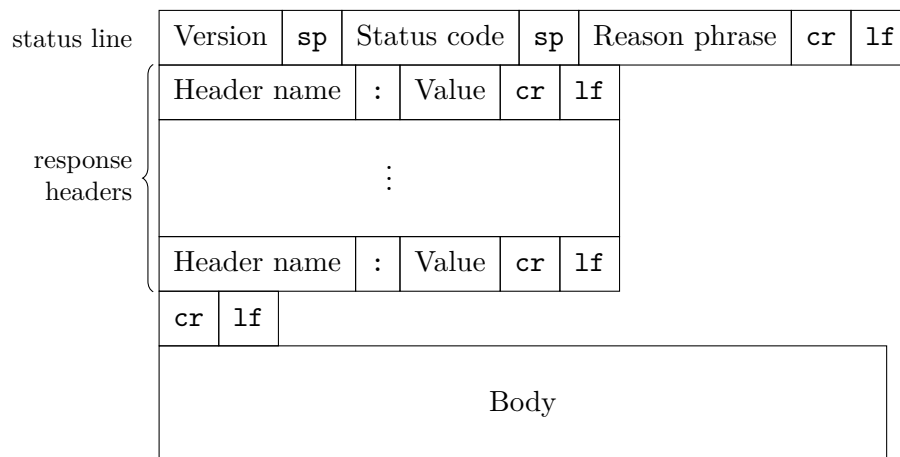 status line Version sp Status code sp Reason phrase cr lf
Header name : Value cr lf
response
headers
⋮
Header name : Value cr lf
cr lf
Body